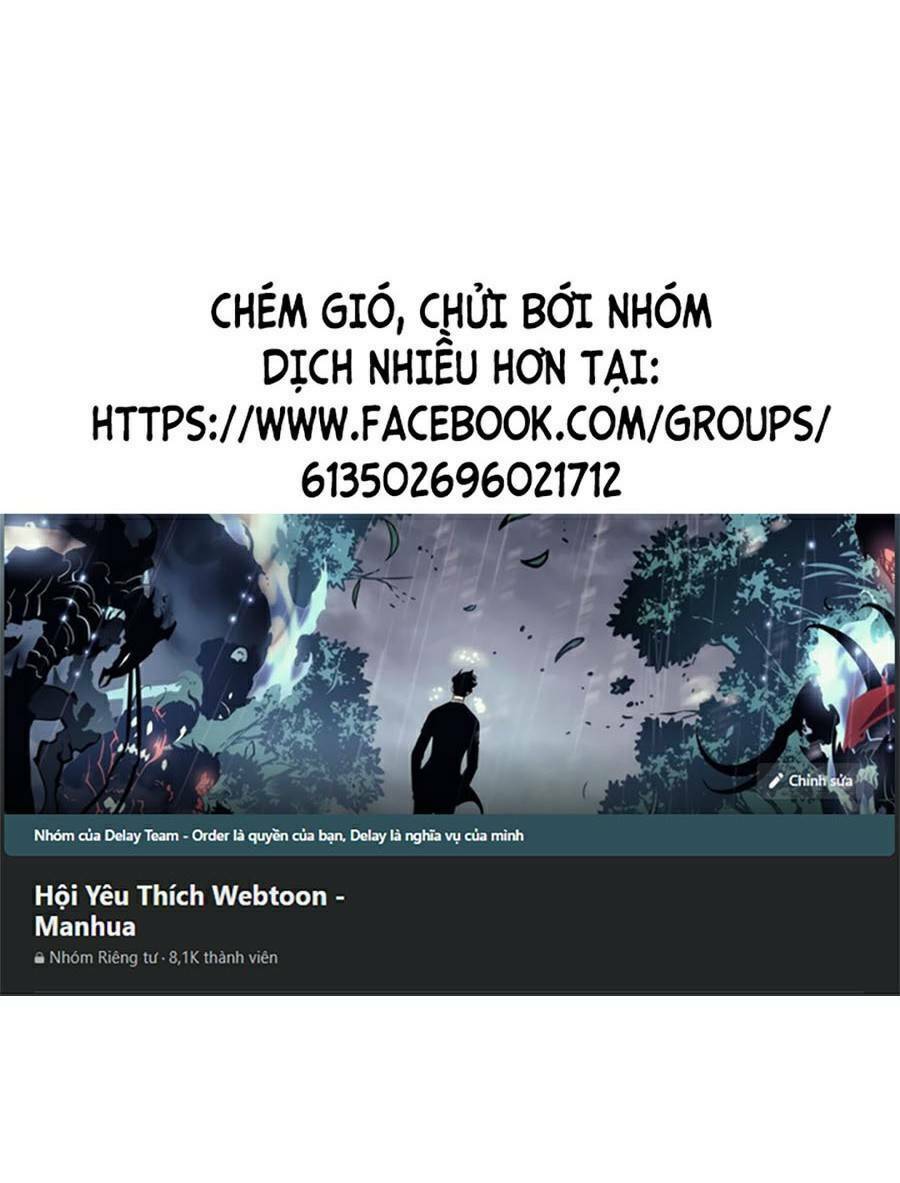 CHÉM GIÓ, CHỬI BỚI NHÓM
DỊCH NHIỀU HƠN TẠI:
HTTPS://WWW.FACEBOOK.COM/GROUPS/
613502696021712
Chỉnh sửa
Nhóm của Delay Team - Order là quyền của bạn, Delay là nghĩa vụ của mình
Hội Yêu Thích Webtoon -
Manhua
Nhóm Riêng tư · 8,1K thành viên